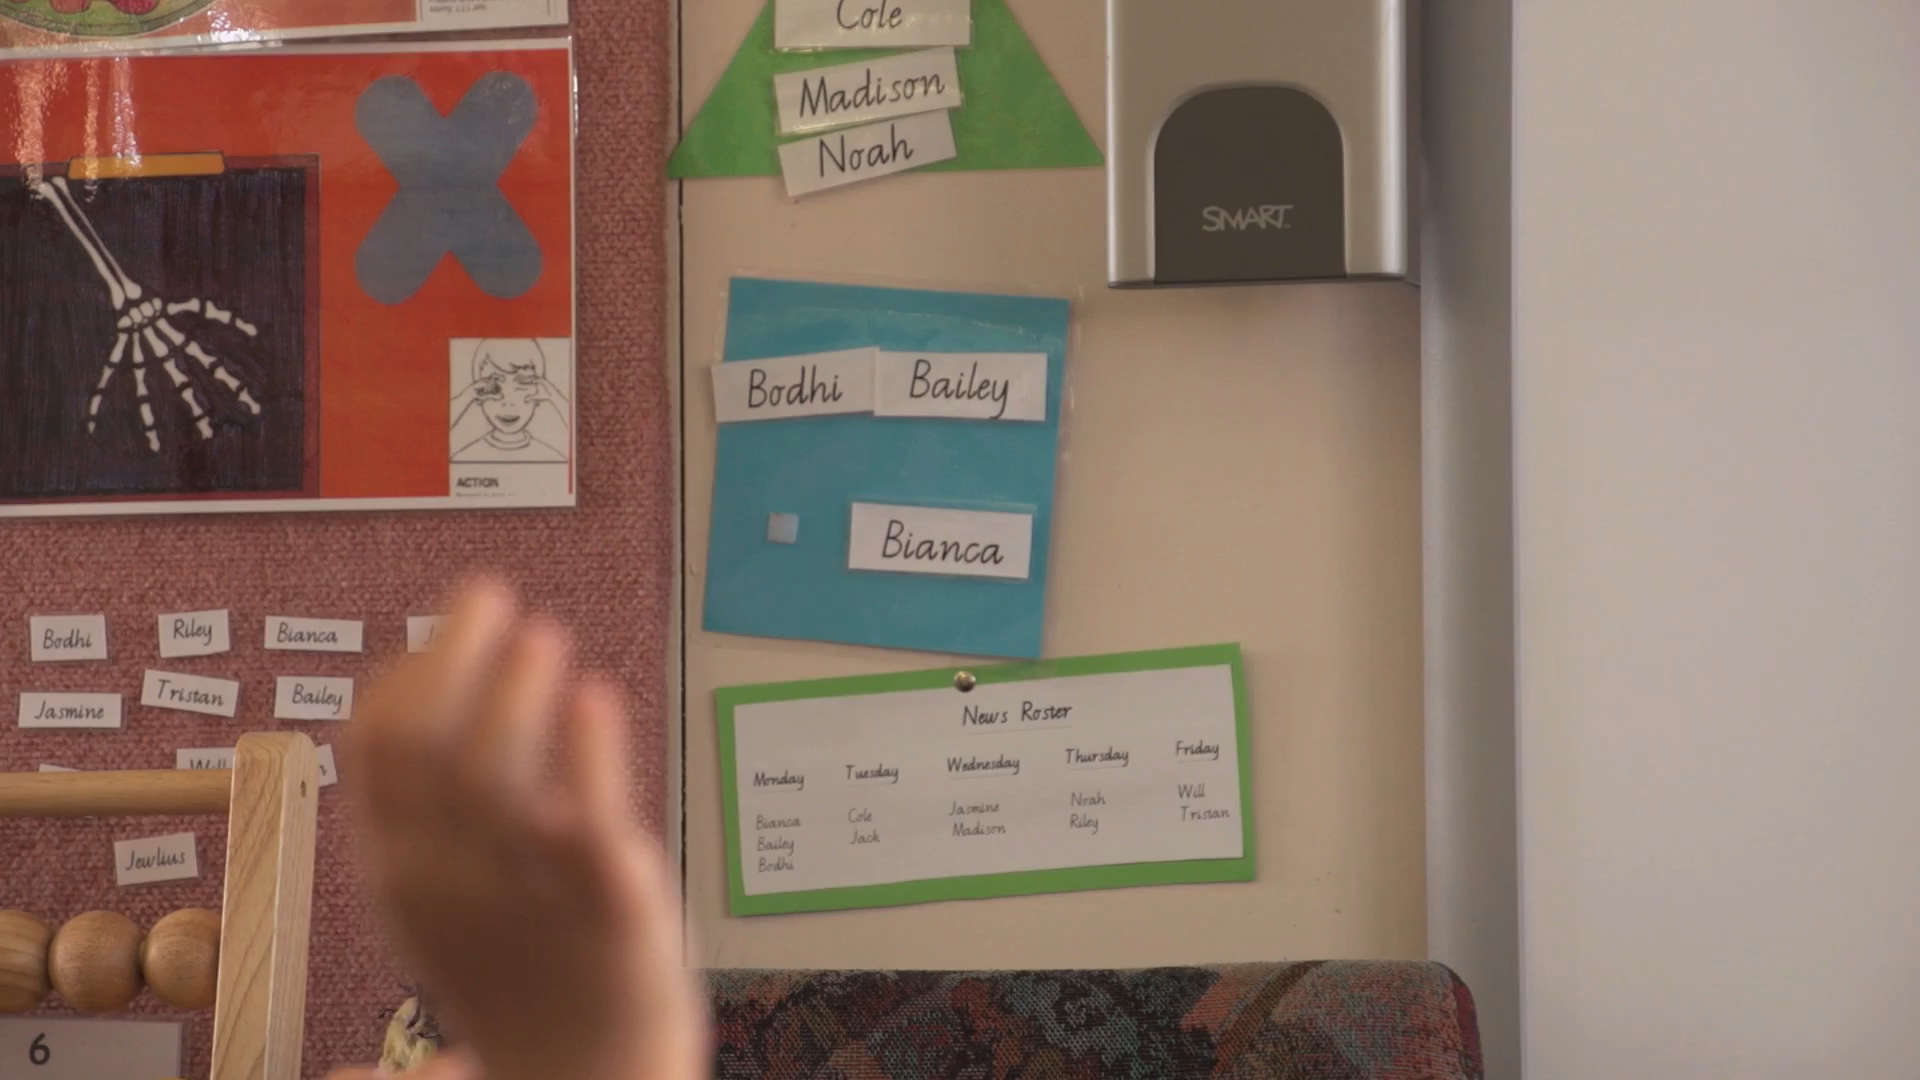 Cole
Madison
Noah
SMART
Bodhi Bailey
Bianca
ACTION
Bodhi Riley Bianca
Jasmine Tristan Bailey
Will
Jewlius
6
News Roster
Monday Tuesday Wednesday Thursday Friday
Bianca Cole Jasmine Noah Will
Bailey Jack Madison Riley Tristan
Bodhi